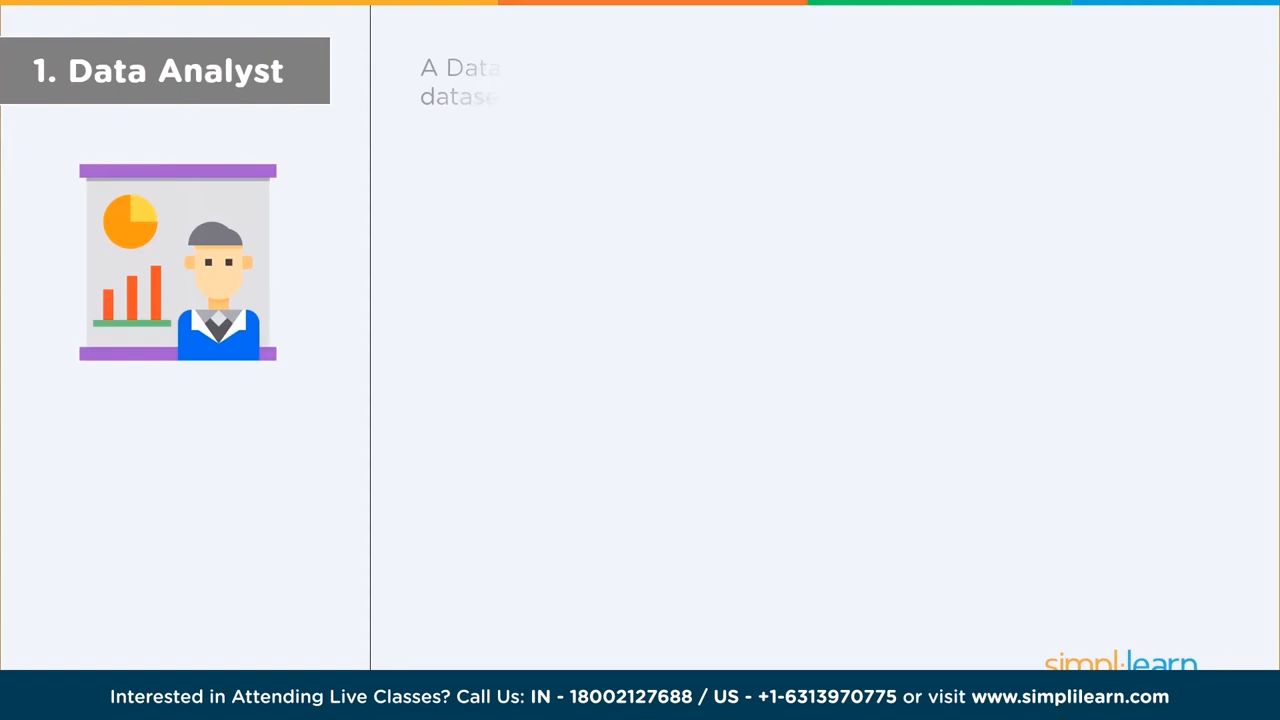 1. Data Analyst
A Data
datase
simplilearn
Interested in Attending Live Classes? Call Us: IN - 18002127688 / US - +1-6313970775 or visit www.simplilearn.com